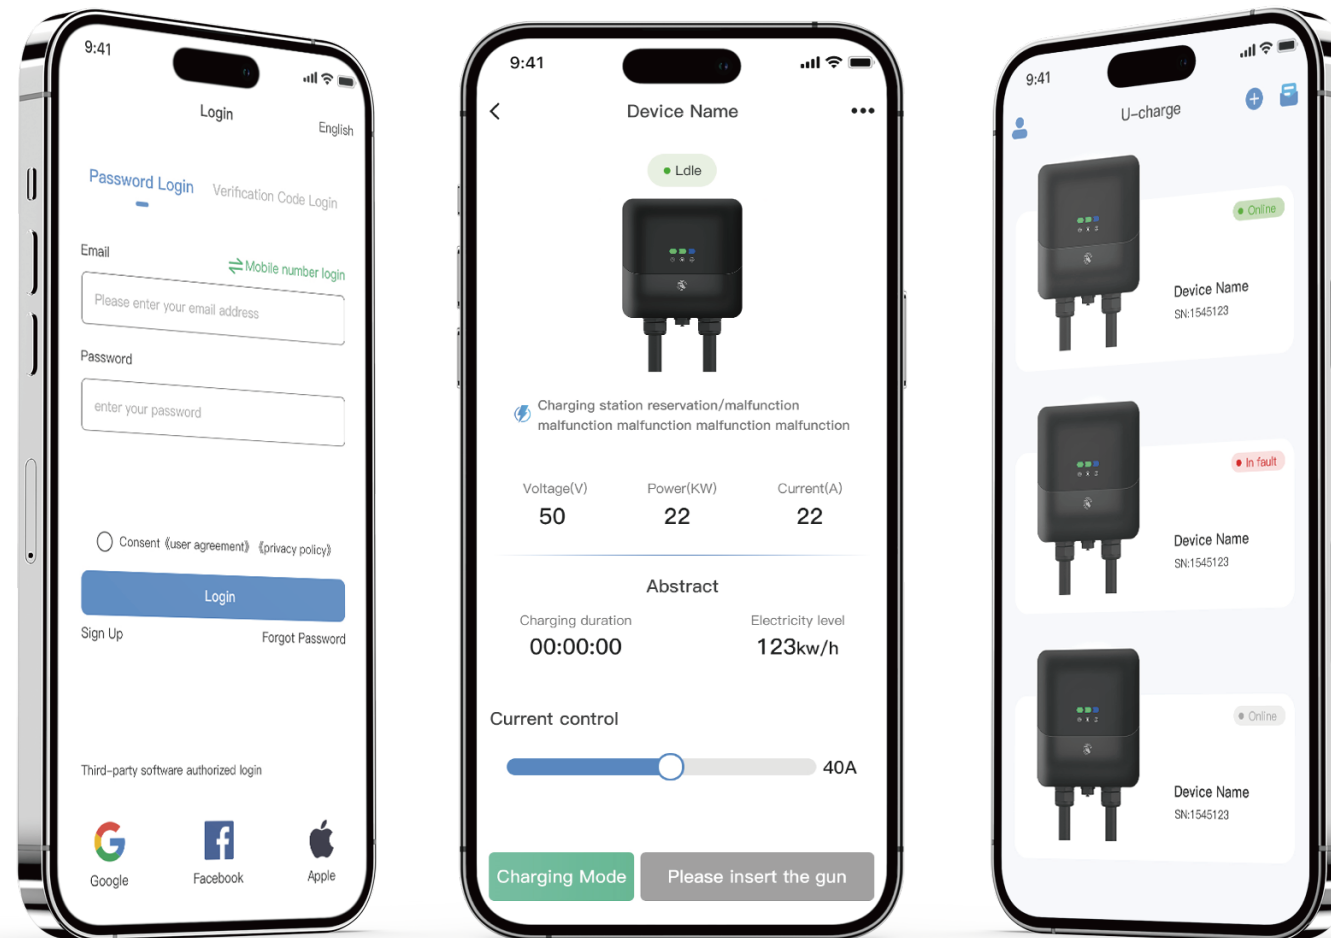 9:41
Login
English
Password Login
Verification Code Login
Email
Mobile number login
Please enter your email address
Password
enter your password
Consent《user agreement》《privacy policy》
Login
Sign Up
Forgot Password
Third-party software authorized login
Google
Facebook
Apple
9:41
Device Name
Ldle
Charging station reservation/malfunction
malfunction malfunction malfunction malfunction
Voltage(V)
Power(KW)
Current(A)
50
22
22
Abstract
Charging duration
Electricity level
00:00:00
123kw/h
Current control
40A
Charging Mode
Please insert the gun
9:41
U-charge
Online
Device Name
SN:1545123
In fault
Device Name
SN:1545123
Online
Device Name
SN:1545123